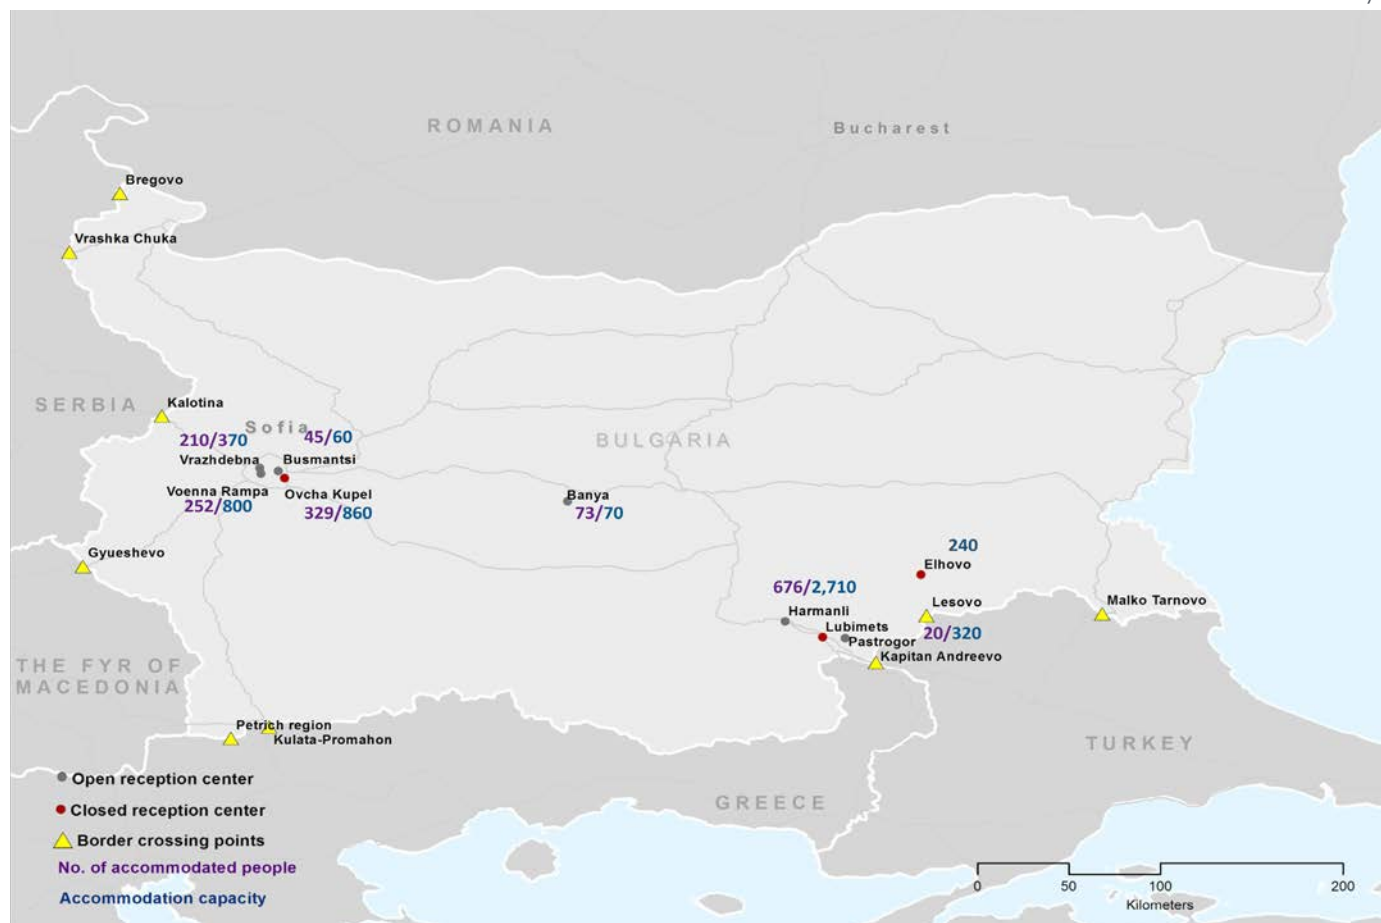 ROMANIA
Bucharest
Bregovo
Vrashka Chuka
SERBIA
Kalotina
Sofia
210/370
45/60
BULGARIA
Vrazhdebna
Busmantsi
Voenna Rampa
Ovcha Kupel
252/800
329/860
Banya
73/70
Gyueshevo
240
Elhovo
676/2,710
Harmanli
Lesovo
Malko Tarnovo
Lubimets
20/320
Pastrogor
Kapitan Andreevo
THE FYR OF
MACEDONIA
Petrich region
Kulata-Promahon
TURKEY
GREECE
Open reception center
Closed reception center
Border crossing points
No. of accommodated people
Accommodation capacity
0 50 100 200
Kilometers